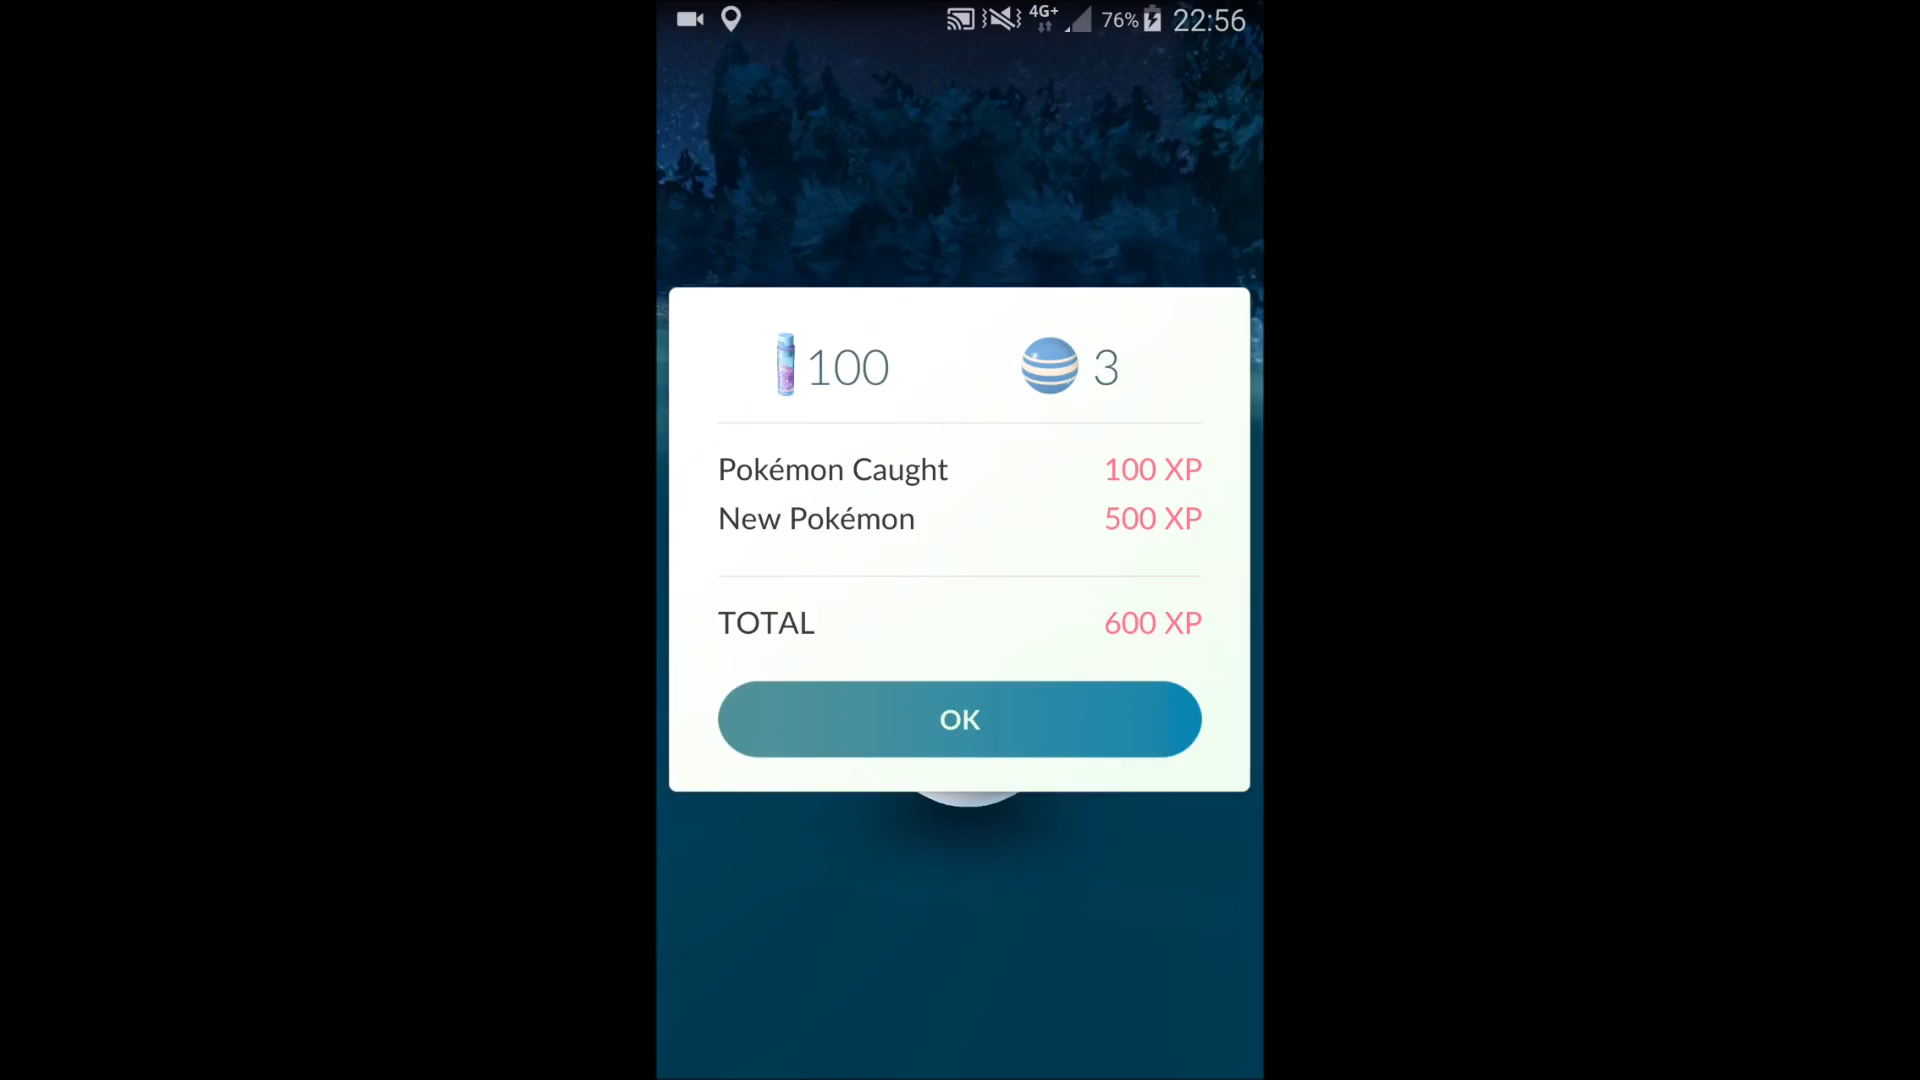 4G+ 76% 22:56
100 3
Pokémon Caught 100 XP
New Pokémon 500 XP
TOTAL 600 XP
OK